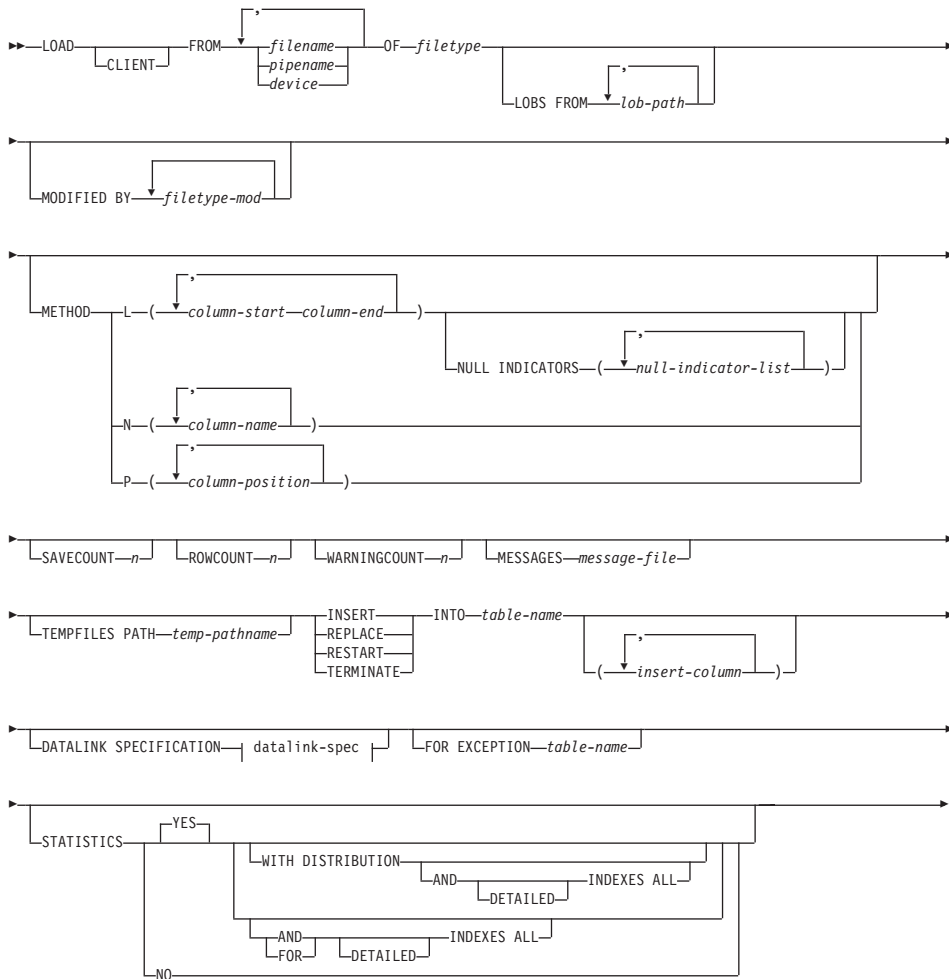 ,
LOAD CLIENT FROM filename OF filetype
pipename
device
,
LOBS FROM lob-path
MODIFIED BY filetype-mod
,
METHOD L ( column-start column-end )
,
NULL INDICATORS ( null-indicator-list )
,
N ( column-name )
,
P ( column-position )
SAVECOUNT n ROWCOUNT n WARNINGCOUNT n MESSAGES message-file
TEMPFILES PATH temp-pathname INSERT INTO table-name
REPLACE
RESTART
TERMINATE
,
( insert-column )
DATALINK SPECIFICATION datalink-spec FOR EXCEPTION table-name
YES
STATISTICS
WITH DISTRIBUTION
AND INDEXES ALL
DETAILED
AND INDEXES ALL
FOR DETAILED
NO